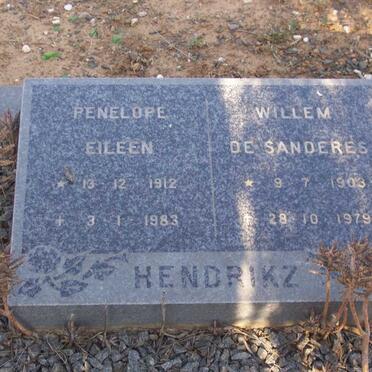 PENELOPE
EILEEN
* 13-12-1912
+ 3-1-1983
WILLEM
DE SANDERES
* 9-7-1903
+ 28-10-1979
HENDRIKZ